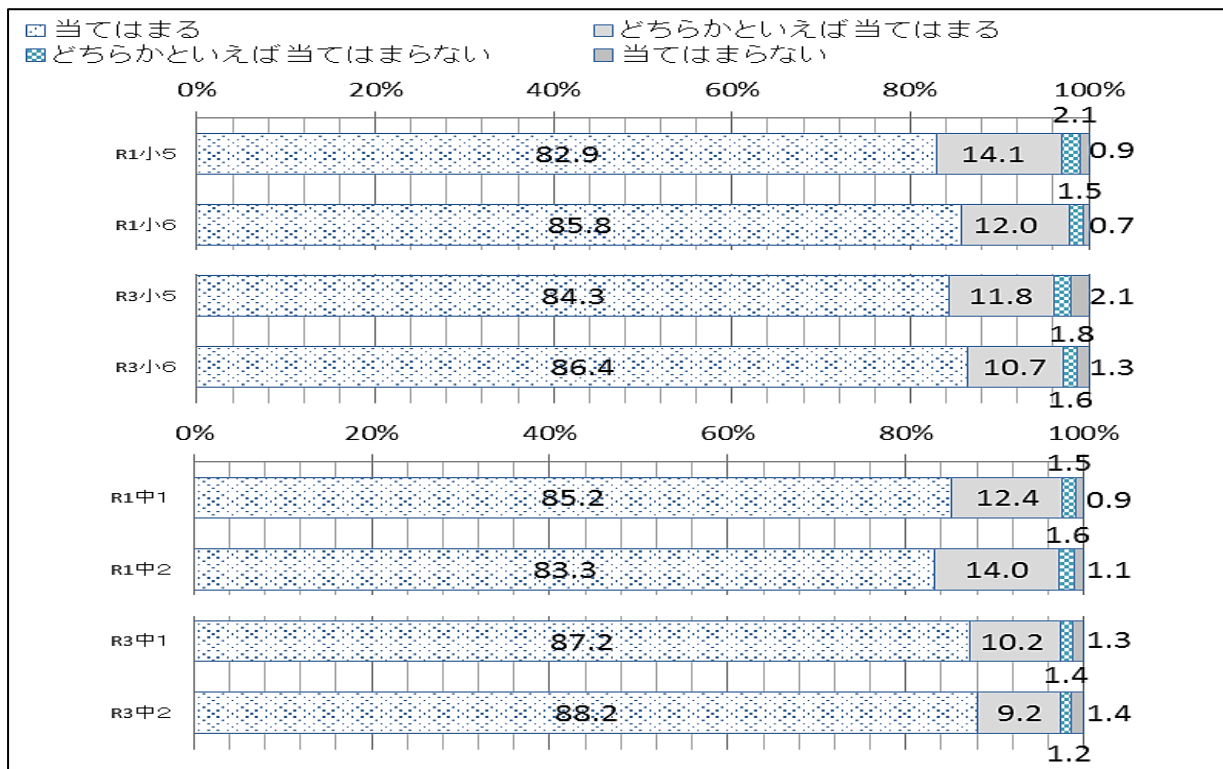 当てはまる どちらかといえば当てはまる
どちらかといえば当てはまらない 当てはまらない
0% 20% 40% 60% 80% 100%
2.1
R1小5 82.9 14.1 0.9
1.5
R1小6 85.8 12.0 0.7
R3小5 84.3 11.8 2.1
1.8
R3小6 86.4 10.7 1.3
1.6
0% 20% 40% 60% 80% 100%
1.5
R1中1 85.2 12.4 0.9
1.6
R1中2 83.3 14.0 1.1
R3中1 87.2 10.2 1.3
1.4
R3中2 88.2 9.2 1.4
1.2